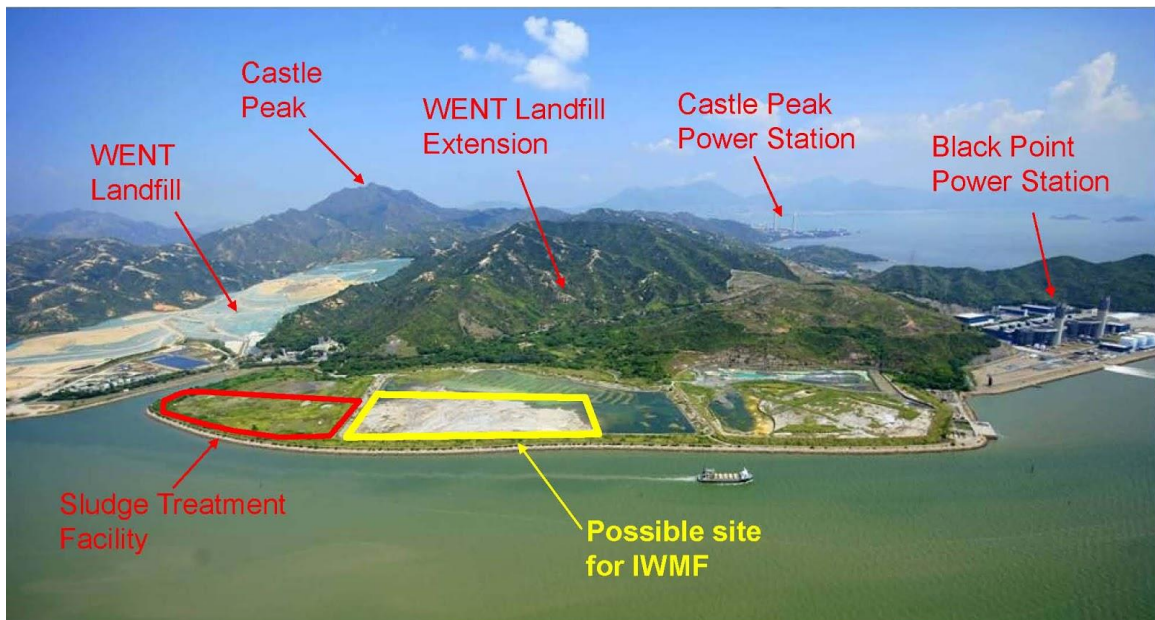 Castle
Peak
WENT Landfill
Extension
Castle Peak
Power Station
Black Point
Power Station
WENT
Landfill
Sludge Treatment
Facility
Possible site
for IWMF